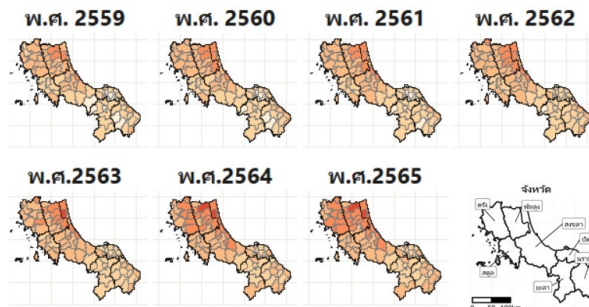 พ.ศ. 2559
พ.ศ. 2560
พ.ศ. 2561
พ.ศ. 2562
พ.ศ.2563
พ.ศ.2564
พ.ศ.2565
จังหวัด
ตรัง
พัทลุง
สงขลา
สตูล
ยะลา